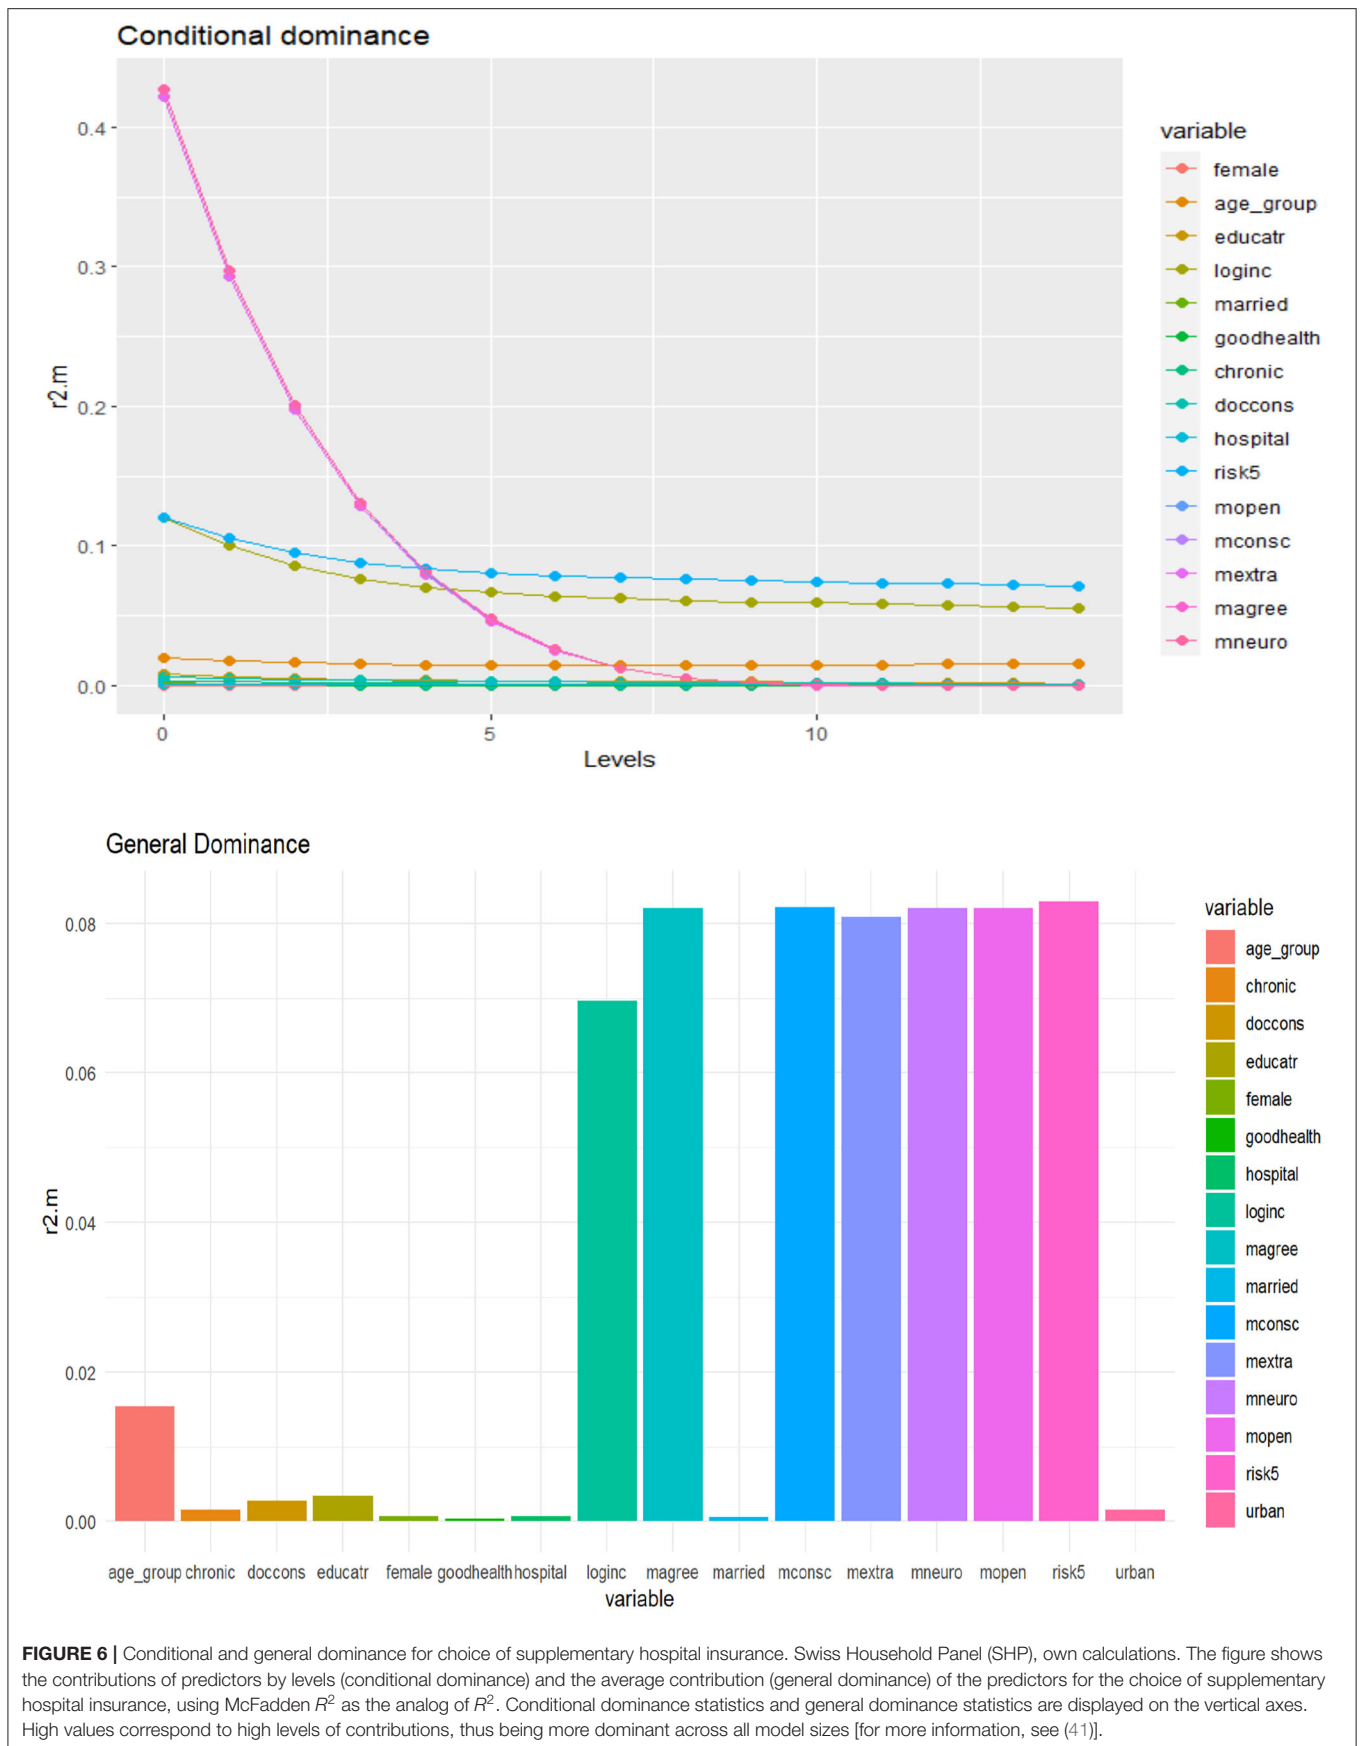 Conditional dominance
0.4
0.3
0.2
0.1
0.0
r2.m
0
5
10
Levels
variable
female
age_group
educatr
loginc
married
goodhealth
chronic
doccons
hospital
risk5
mopen
mconsc
mextra
magree
mneuro
General Dominance
0.08
0.06
0.04
0.02
0.00
r2.m
age_group chronic doccons educatr female goodhealth hospital loginc magree married mconsc mextra mneuro mopen risk5 urban
variable
variable
age_group
chronic
doccons
educatr
female
goodhealth
hospital
loginc
magree
married
mconsc
mextra
mneuro
mopen
risk5
urban
FIGURE 6 | Conditional and general dominance for choice of supplementary hospital insurance. Swiss Household Panel (SHP), own calculations. The figure shows
the contributions of predictors by levels (conditional dominance) and the average contribution (general dominance) of the predictors for the choice of supplementary
hospital insurance, using McFadden R² as the analog of R². Conditional dominance statistics and general dominance statistics are displayed on the vertical axes.
High values correspond to high levels of contributions, thus being more dominant across all model sizes [for more information, see (41)].